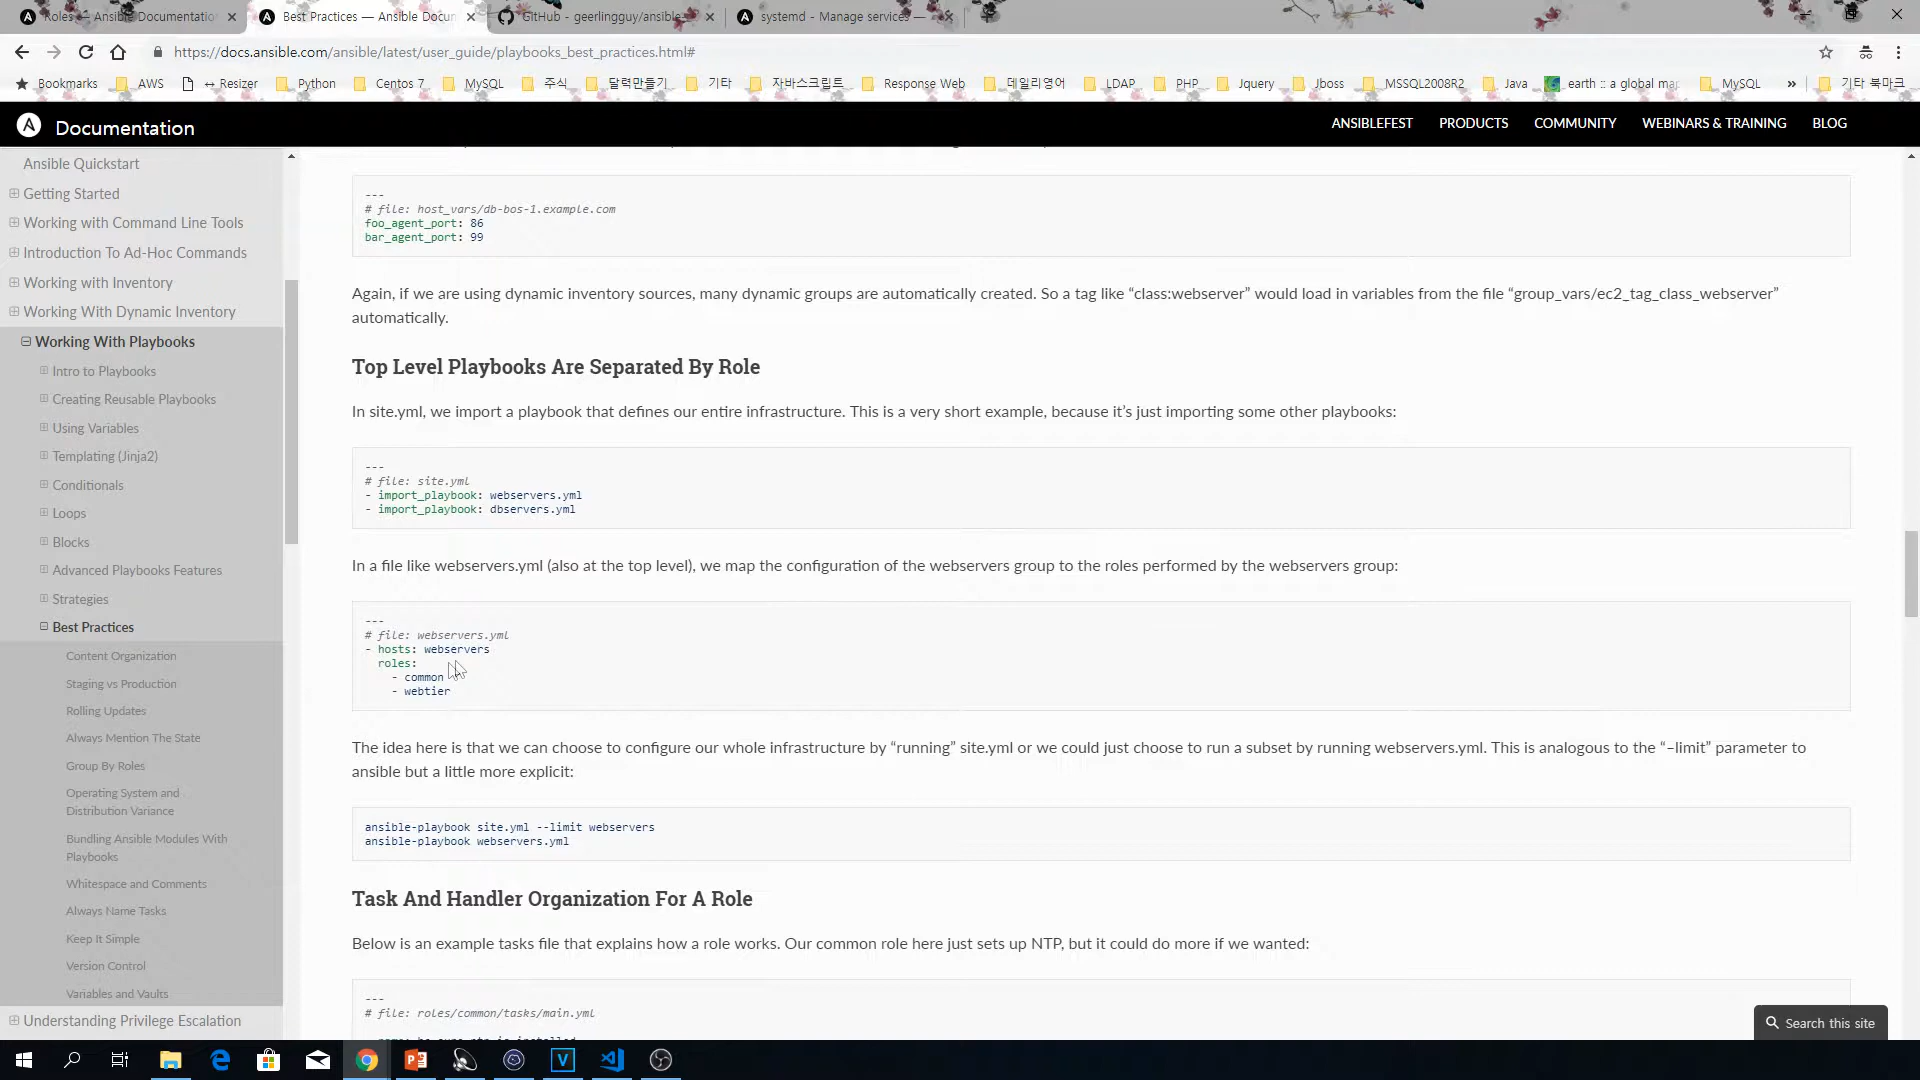 Roles — Ansible Documentation
Best Practices — Ansible Docum
GitHub - geerlingguy/ansible-
systemd - Manage services —
https://docs.ansible.com/ansible/latest/user_guide/playbooks_best_practices.html#
Bookmarks
AWS
↔ Resizer
Python
Centos 7
MySQL
주식
달력만들기
기타
자바스크립트
Response Web
데일리영어
LDAP
PHP
Jquery
Jboss
MSSQL2008R2
Java
earth :: a global ma
MySQL
»
기타 북마크
Documentation
ANSIBLEFEST
PRODUCTS
COMMUNITY
WEBINARS & TRAINING
BLOG
Ansible Quickstart
Getting Started
Working with Command Line Tools
Introduction To Ad-Hoc Commands
Working with Inventory
Working With Dynamic Inventory
Working With Playbooks
Intro to Playbooks
Creating Reusable Playbooks
Using Variables
Templating (Jinja2)
Conditionals
Loops
Blocks
Advanced Playbooks Features
Strategies
Best Practices
Content Organization
Staging vs Production
Rolling Updates
Always Mention The State
Group By Roles
Operating System and
Distribution Variance
Bundling Ansible Modules With
Playbooks
Whitespace and Comments
Always Name Tasks
Keep It Simple
Version Control
Variables and Vaults
Understanding Privilege Escalation
---
# file: host_vars/db-bos-1.example.com
foo_agent_port: 86
bar_agent_port: 99
Again, if we are using dynamic inventory sources, many dynamic groups are automatically created. So a tag like “class:webserver” would load in variables from the file “group_vars/ec2_tag_class_webserver”
automatically.
Top Level Playbooks Are Separated By Role
In site.yml, we import a playbook that defines our entire infrastructure. This is a very short example, because it’s just importing some other playbooks:
---
# file: site.yml
- import_playbook: webservers.yml
- import_playbook: dbservers.yml
In a file like webservers.yml (also at the top level), we map the configuration of the webservers group to the roles performed by the webservers group:
---
# file: webservers.yml
- hosts: webservers
roles:
- common
- webtier
The idea here is that we can choose to configure our whole infrastructure by “running” site.yml or we could just choose to run a subset by running webservers.yml. This is analogous to the “–limit” parameter to
ansible but a little more explicit:
ansible-playbook site.yml --limit webservers
ansible-playbook webservers.yml
Task And Handler Organization For A Role
Below is an example tasks file that explains how a role works. Our common role here just sets up NTP, but it could do more if we wanted:
---
# file: roles/common/tasks/main.yml
Search this site